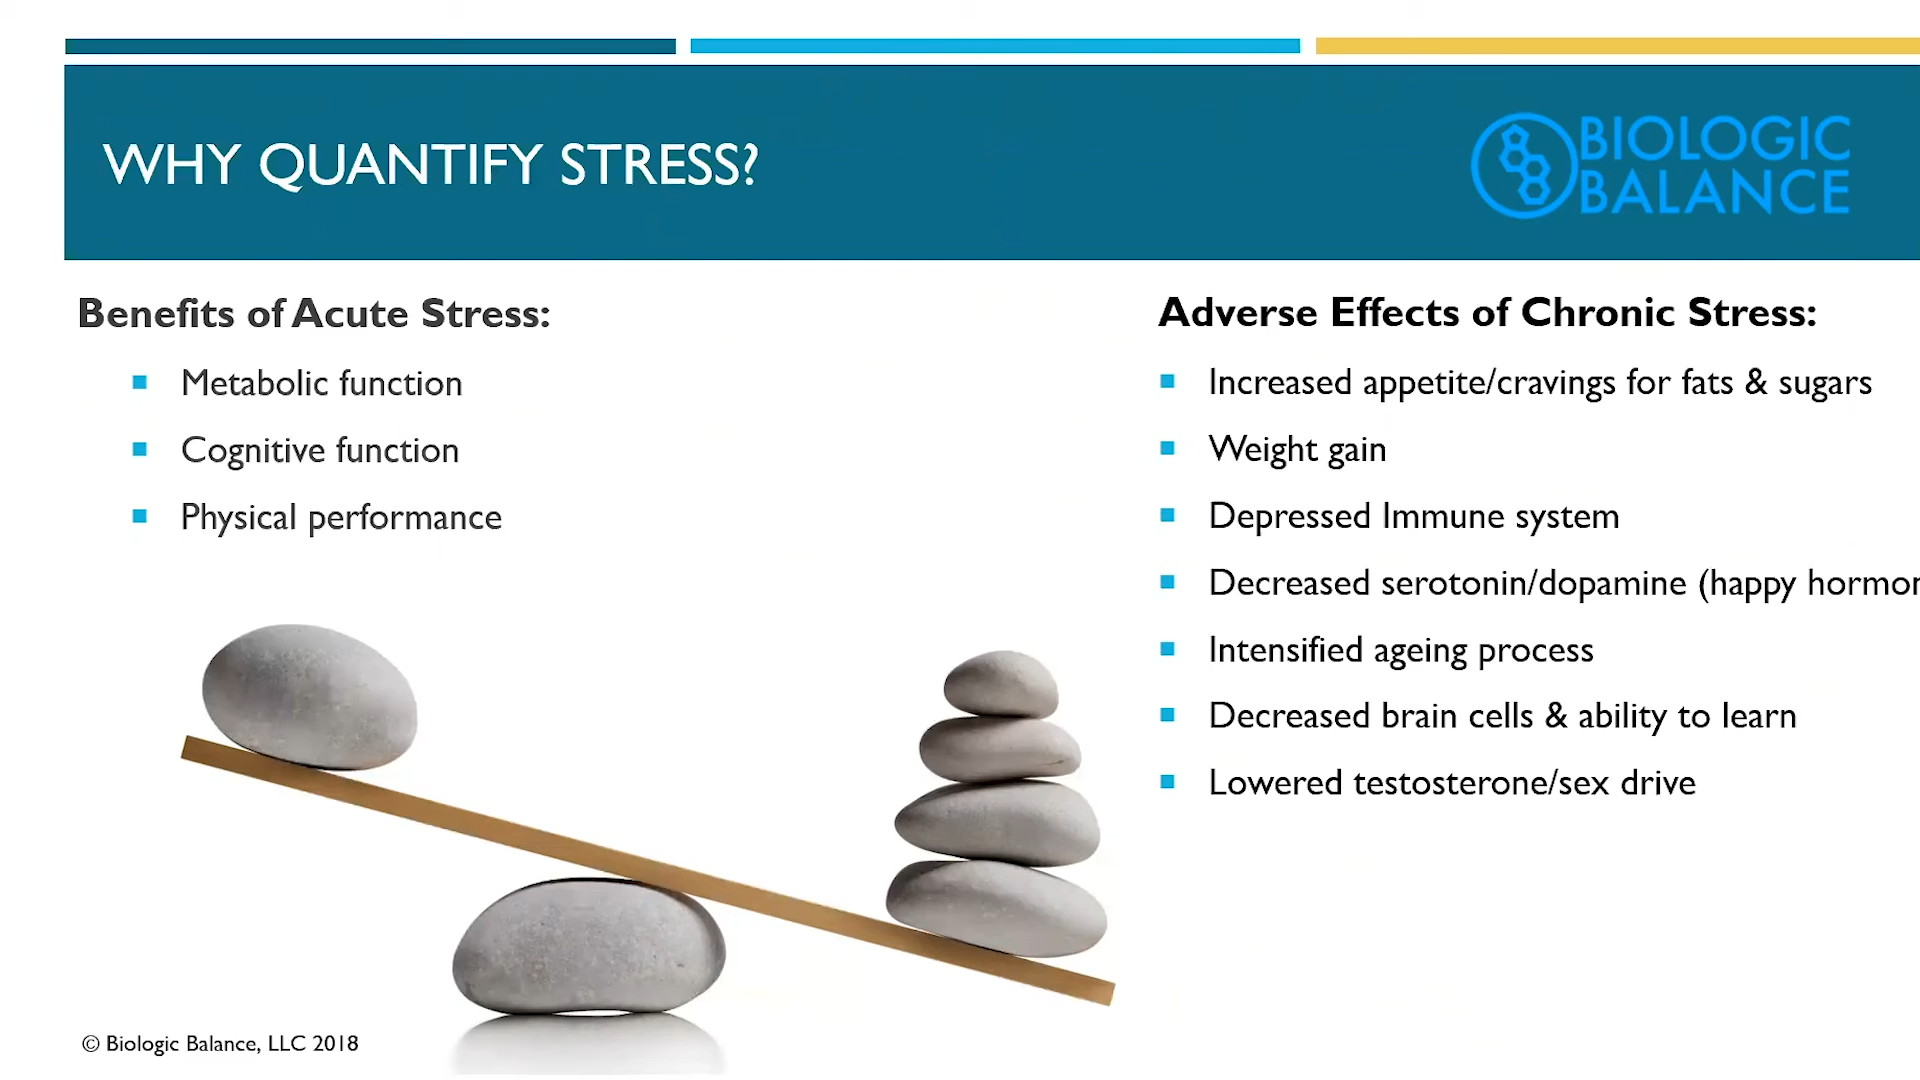 WHY QUANTIFY STRESS?
BIOLOGIC
BALANCE
Benefits of Acute Stress:
Metabolic function
Cognitive function
Physical performance
Adverse Effects of Chronic Stress:
Increased appetite/cravings for fats & sugars
Weight gain
Depressed Immune system
Decreased serotonin/dopamine (happy hormon
Intensified ageing process
Decreased brain cells & ability to learn
Lowered testosterone/sex drive
© Biologic Balance, LLC 2018